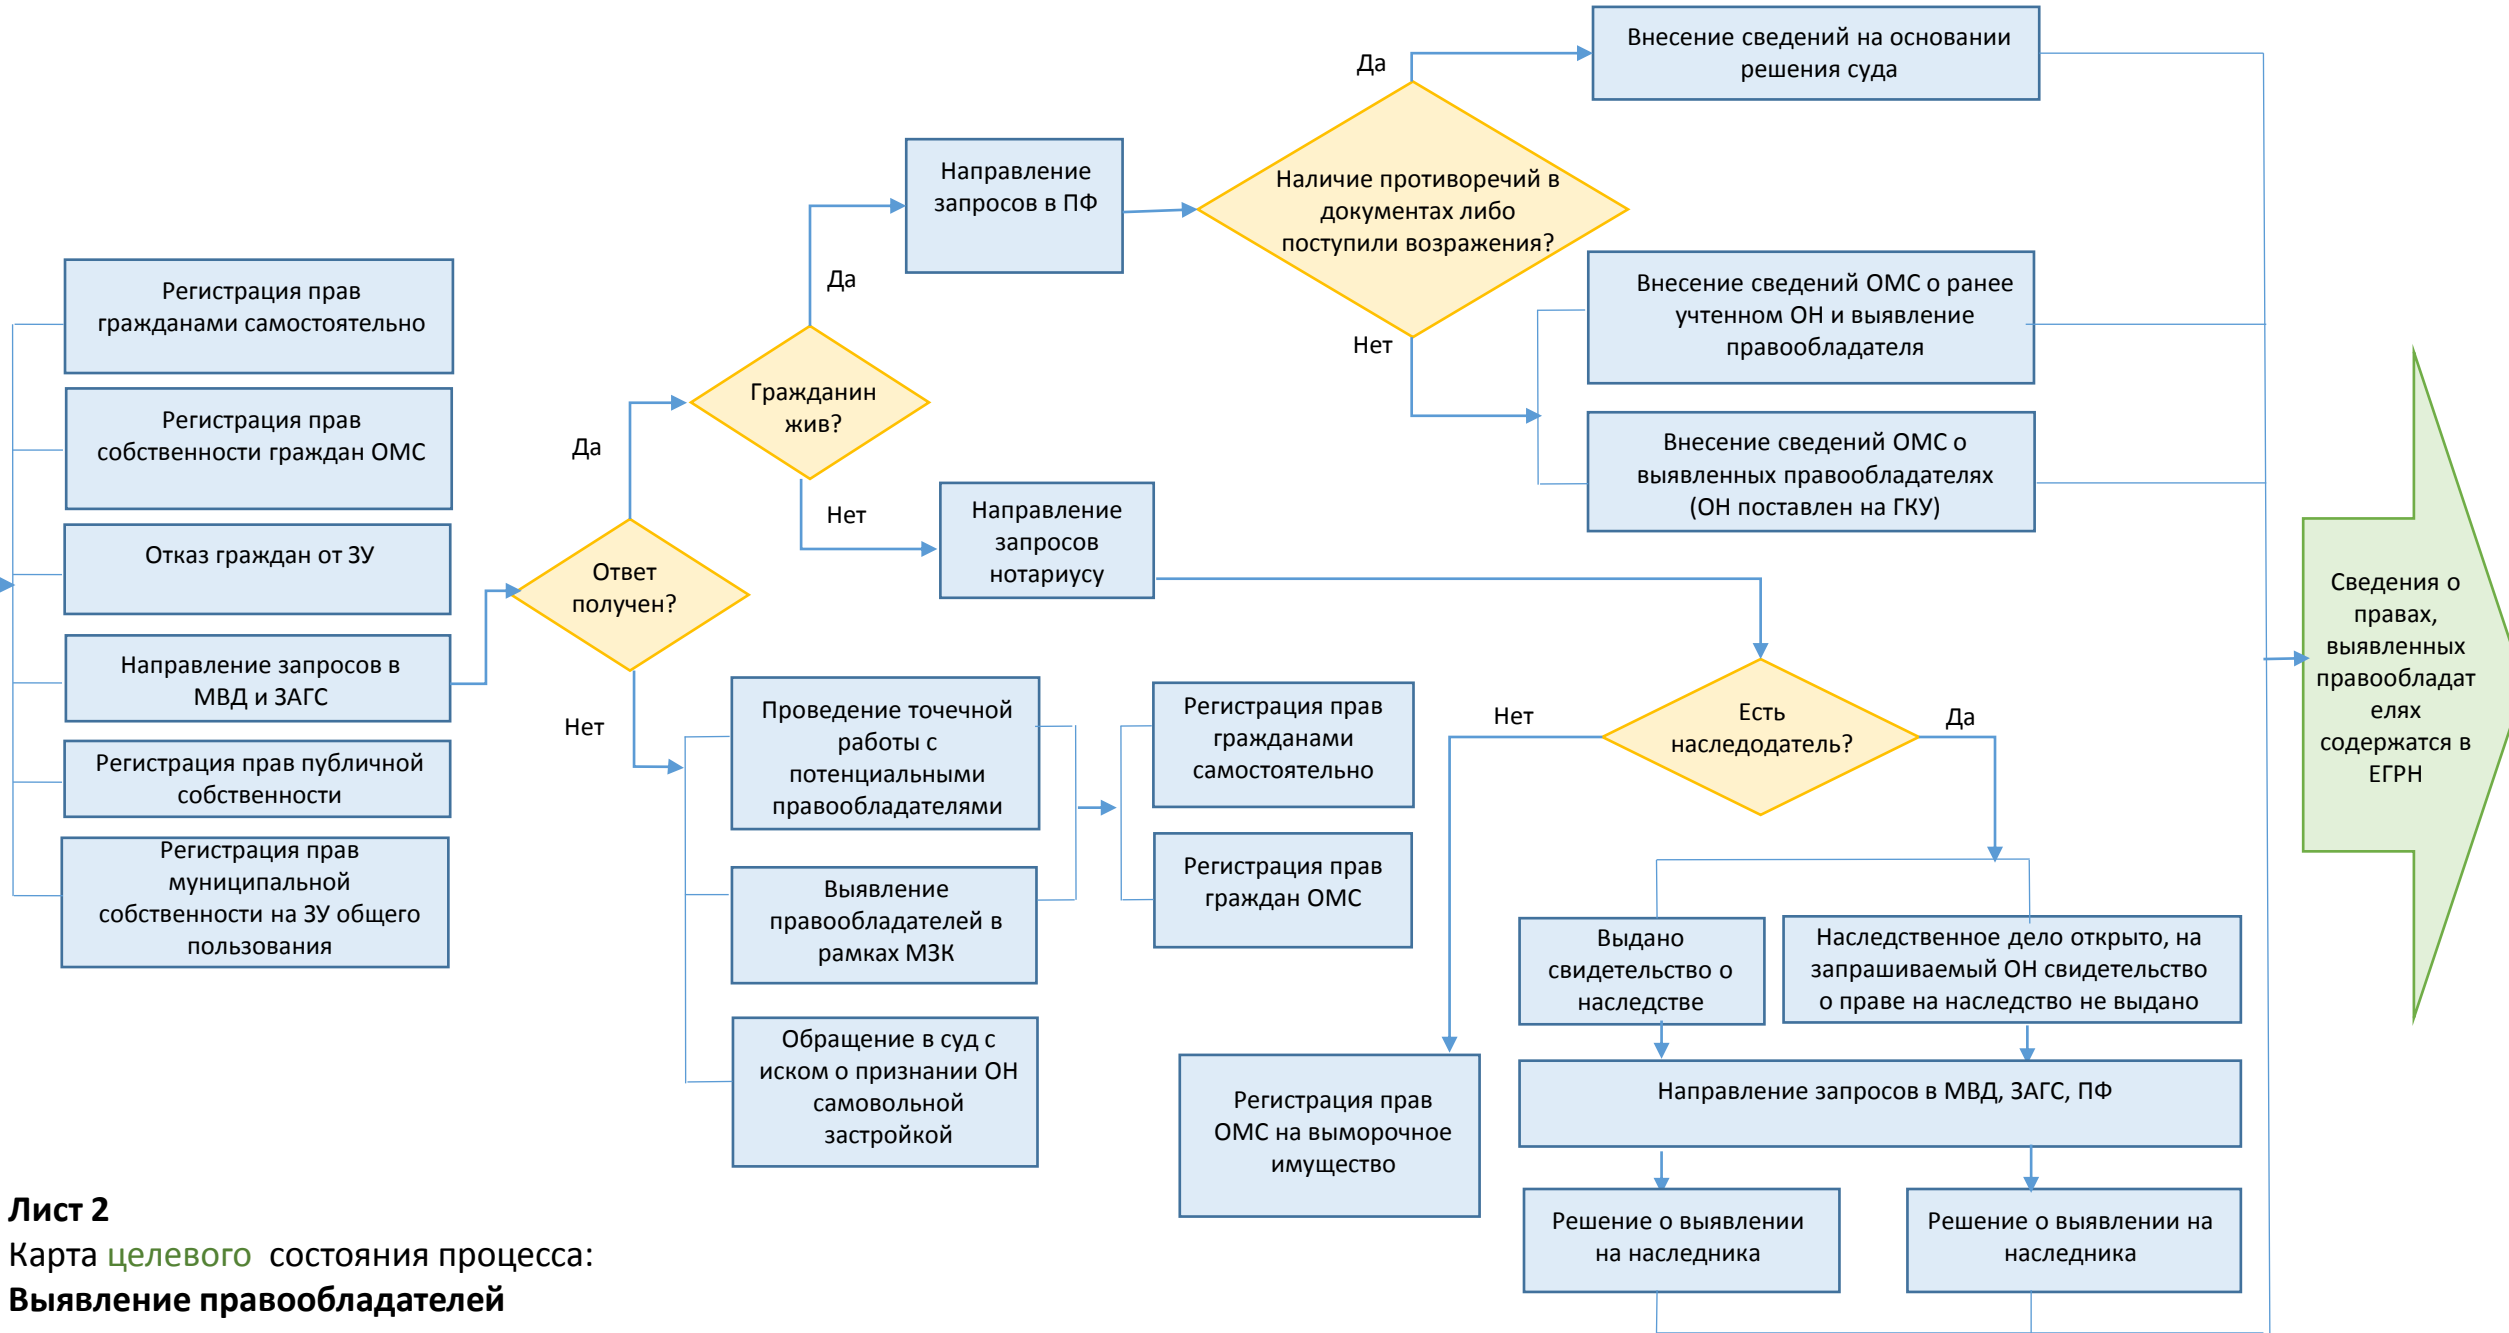 Внесение сведений на основании
решения суда
Да
Направление
запросов в ПФ
Наличие противоречий в
документах либо
поступили возражения?
Да
Нет
Внесение сведений ОМС о ранее
учтенном ОН и выявление
правообладателя
Внесение сведений ОМС о
выявленных правообладателях
(ОН поставлен на ГКУ)
Регистрация прав
гражданами самостоятельно
Регистрация прав
собственности граждан ОМС
Отказ граждан от ЗУ
Направление запросов в
МВД и ЗАГС
Регистрация прав публичной
собственности
Регистрация прав
муниципальной
собственности на ЗУ общего
пользования
Гражданин
жив?
Да
Нет
Ответ
получен?
Нет
Направление
запросов
нотариусу
Проведение точечной
работы с
потенциальными
правообладателями
Выявление
правообладателей в
рамках МЗК
Обращение в суд с
иском о признании ОН
самовольной
застройкой
Регистрация прав
гражданами
самостоятельно
Регистрация прав
граждан ОМС
Нет
Есть
наследодатель?
Да
Выдано
свидетельство о
наследстве
Наследственное дело открыто, на
запрашиваемый ОН свидетельство
о праве на наследство не выдано
Регистрация прав
ОМС на выморочное
имущество
Направление запросов в МВД, ЗАГС, ПФ
Решение о выявлении
на наследника
Решение о выявлении на
наследника
Сведения о
правах,
выявленных
правообладат
елях
содержатся в
ЕГРН
Лист 2
Карта целевого состояния процесса:
Выявление правообладателей